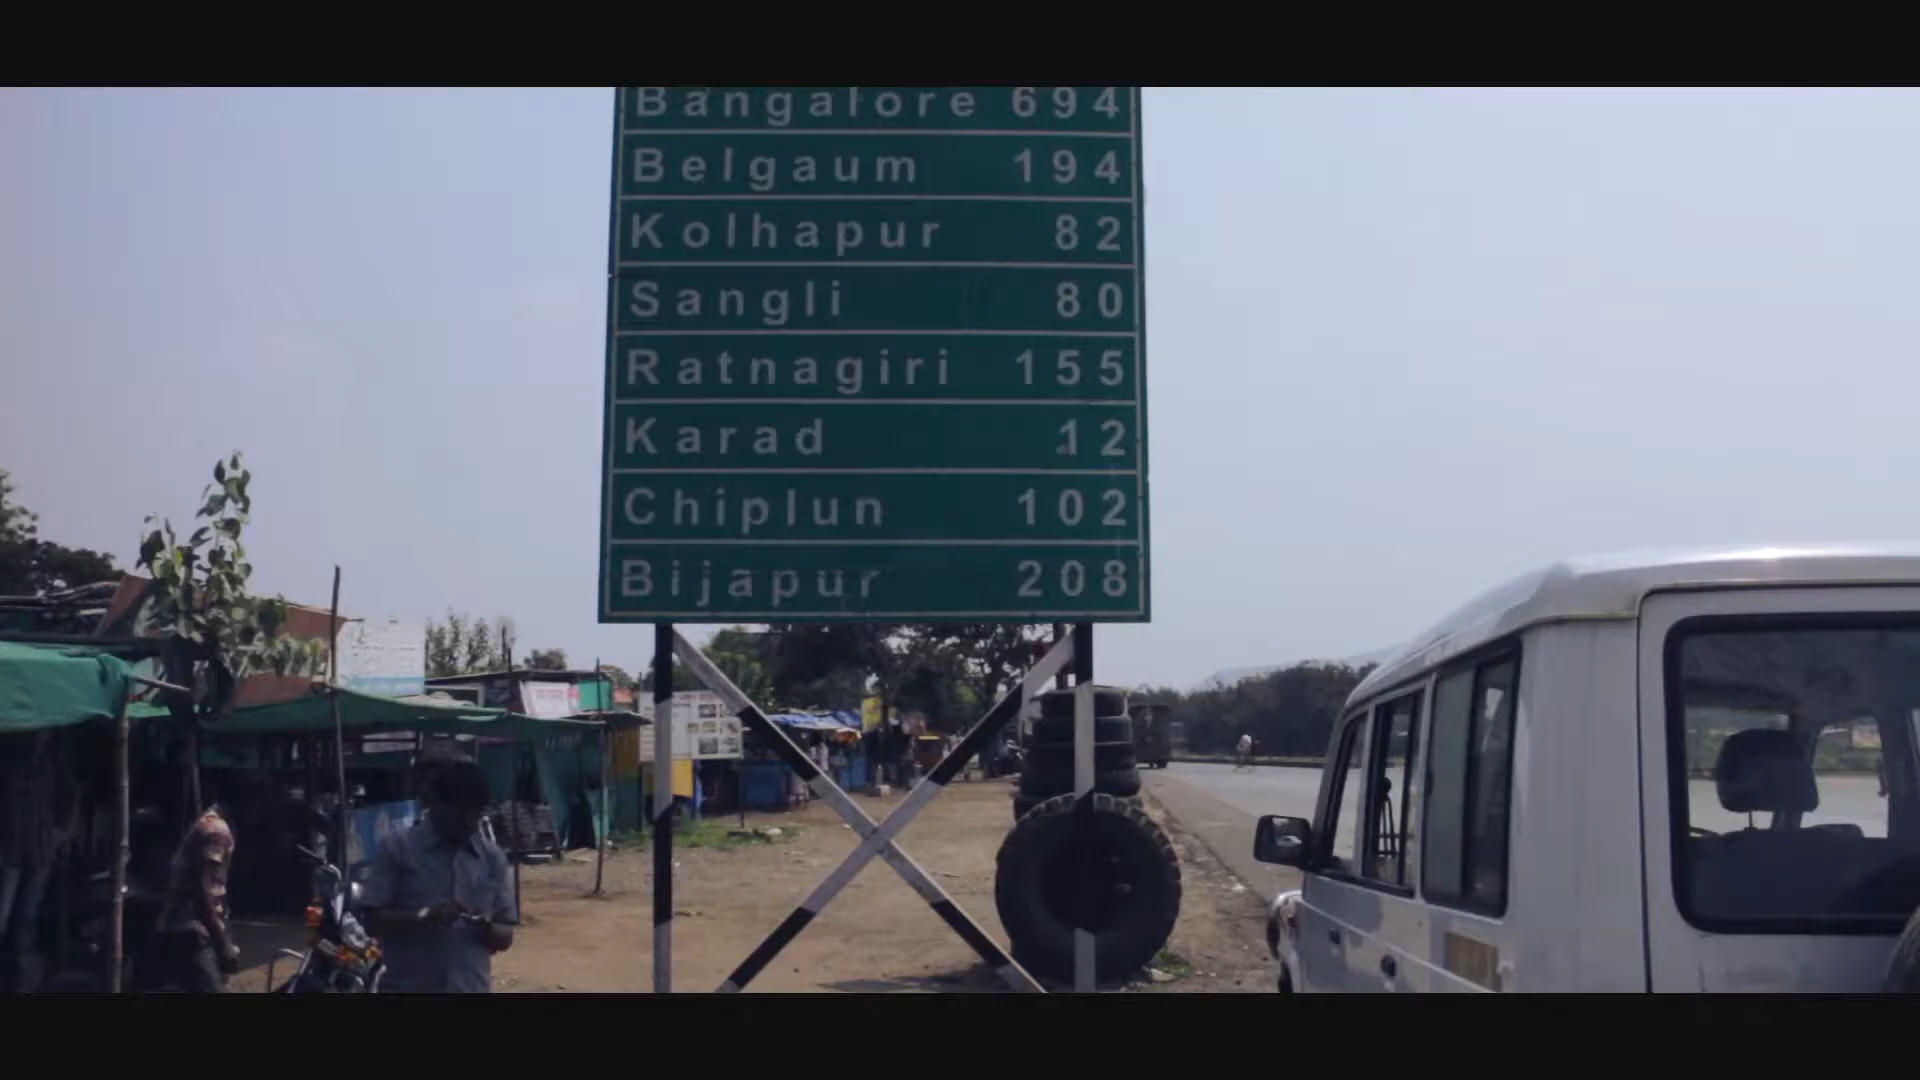 Bangalore 694
Belgaum 194
Kolhapur 82
Sangli 80
Ratnagiri 155
Karad 12
Chiplun 102
Bijapur 208